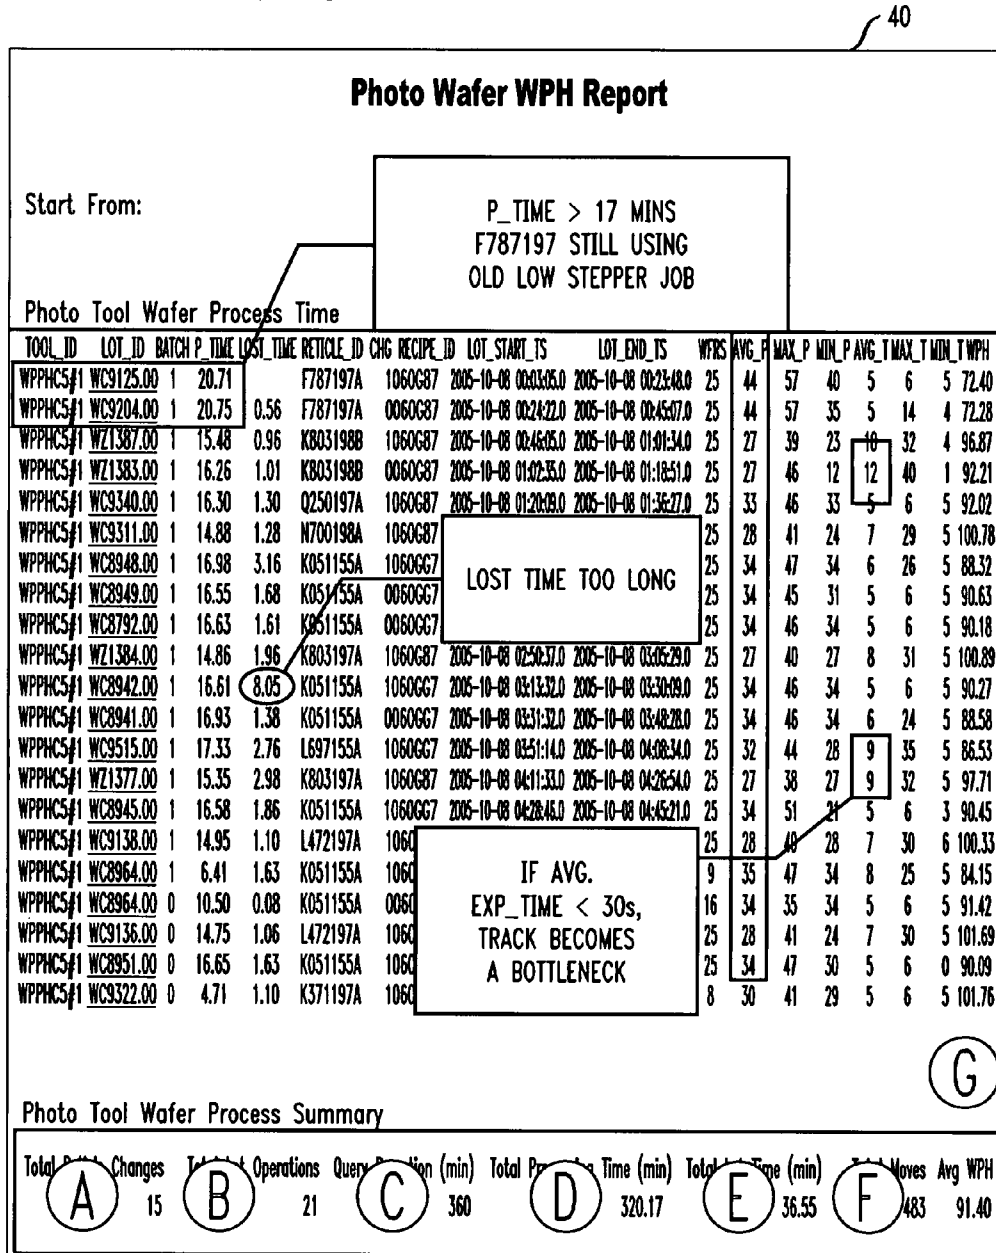 40
Photo Wafer WPH Report
Start From:
P_TIME > 17 MINS
F787197 STILL USING
OLD LOW STEPPER JOB
Photo Tool Wafer Process Time
TOOL_ID LOT_ID BATCH P_TIME LOST_TIME RETICLE_ID CHG RECIPE_ID LOT_START_TS LOT_END_TS WFRS AVG_P MAX_P MIN_P AVG_T MAX_T MIN_T WPH
WPPHC5#1 WC9125.00 1 20.71 F787197A 1060G87 2005-10-08 00:03:05.0 2005-10-08 00:23:48.0 25 44 57 40 5 6 5 72.40
WPPHC5#1 WC9204.00 1 20.75 0.56 F787197A 0060G87 2005-10-08 00:24:22.0 2005-10-08 00:45:07.0 25 44 57 35 5 14 4 72.28
WPPHC5#1 WZ1387.00 1 15.48 0.96 K803198B 1060G87 2005-10-08 00:46:05.0 2005-10-08 01:01:34.0 25 27 39 23 10 32 4 96.87
WPPHC5#1 WZ1383.00 1 16.26 1.01 K803198B 0060G87 2005-10-08 01:02:35.0 2005-10-08 01:18:51.0 25 27 46 12 12 40 1 92.21
WPPHC5#1 WC9340.00 1 16.30 1.30 Q250197A 1060G87 2005-10-08 01:20:09.0 2005-10-08 01:36:27.0 25 33 46 33 5 6 5 92.02
WPPHC5#1 WC9311.00 1 14.88 1.28 N700198A 1060G87 25 28 41 24 7 29 5 100.78
WPPHC5#1 WC8948.00 1 16.98 3.16 K051155A 1060GG7 25 34 47 34 6 26 5 88.32
WPPHC5#1 WC8949.00 1 16.55 1.68 K051155A 0060GG7 25 34 45 31 5 6 5 90.63
WPPHC5#1 WC8792.00 1 16.63 1.61 K051155A 0060GG7 25 34 46 34 5 6 5 90.18
LOST TIME TOO LONG
WPPHC5#1 WZ1384.00 1 14.86 1.96 K803197A 1060G87 2005-10-08 02:50:37.0 2005-10-08 03:05:29.0 25 27 40 27 8 31 5 100.89
WPPHC5#1 WC8942.00 1 16.61 8.05 K051155A 1060GG7 2005-10-08 03:13:32.0 2005-10-08 03:30:09.0 25 34 46 34 5 6 5 90.27
WPPHC5#1 WC8941.00 1 16.93 1.38 K051155A 0060GG7 2005-10-08 03:31:32.0 2005-10-08 03:48:28.0 25 34 46 34 6 24 5 88.58
WPPHC5#1 WC9515.00 1 17.33 2.76 L697155A 1060GG7 2005-10-08 03:51:14.0 2005-10-08 04:08:34.0 25 32 44 28 9 35 5 86.53
WPPHC5#1 WZ1377.00 1 15.35 2.98 K803197A 1060G87 2005-10-08 04:11:33.0 2005-10-08 04:26:54.0 25 27 38 27 9 32 5 97.71
WPPHC5#1 WC8945.00 1 16.58 1.86 K051155A 1060GG7 2005-10-08 04:28:46.0 2005-10-08 04:45:21.0 25 34 51 21 5 6 3 90.45
WPPHC5#1 WC9138.00 1 14.95 1.10 L472197A 1060 25 28 40 28 7 30 6 100.33
WPPHC5#1 WC8964.00 1 6.41 1.63 K051155A 1060 9 35 47 34 8 25 5 84.15
WPPHC5#1 WC8964.00 0 10.50 0.08 K051155A 0060 16 34 35 34 5 6 5 91.42
WPPHC5#1 WC9136.00 0 14.75 1.06 L472197A 1060 25 28 41 24 7 30 5 101.69
WPPHC5#1 WC8951.00 0 16.65 1.63 K051155A 1060 25 34 47 30 5 6 0 90.09
WPPHC5#1 WC9322.00 0 4.71 1.10 K371197A 1060 8 30 41 29 5 6 5 101.76
IF AVG.
EXP_TIME < 30s,
TRACK BECOMES
A BOTTLENECK
G
Photo Tool Wafer Process Summary
Total Changes Operations Query (min) Total Time (min) Total (min) Moves Avg WPH
A 15 B 21 C 360 D 320.17 E 36.55 F 483 91.40